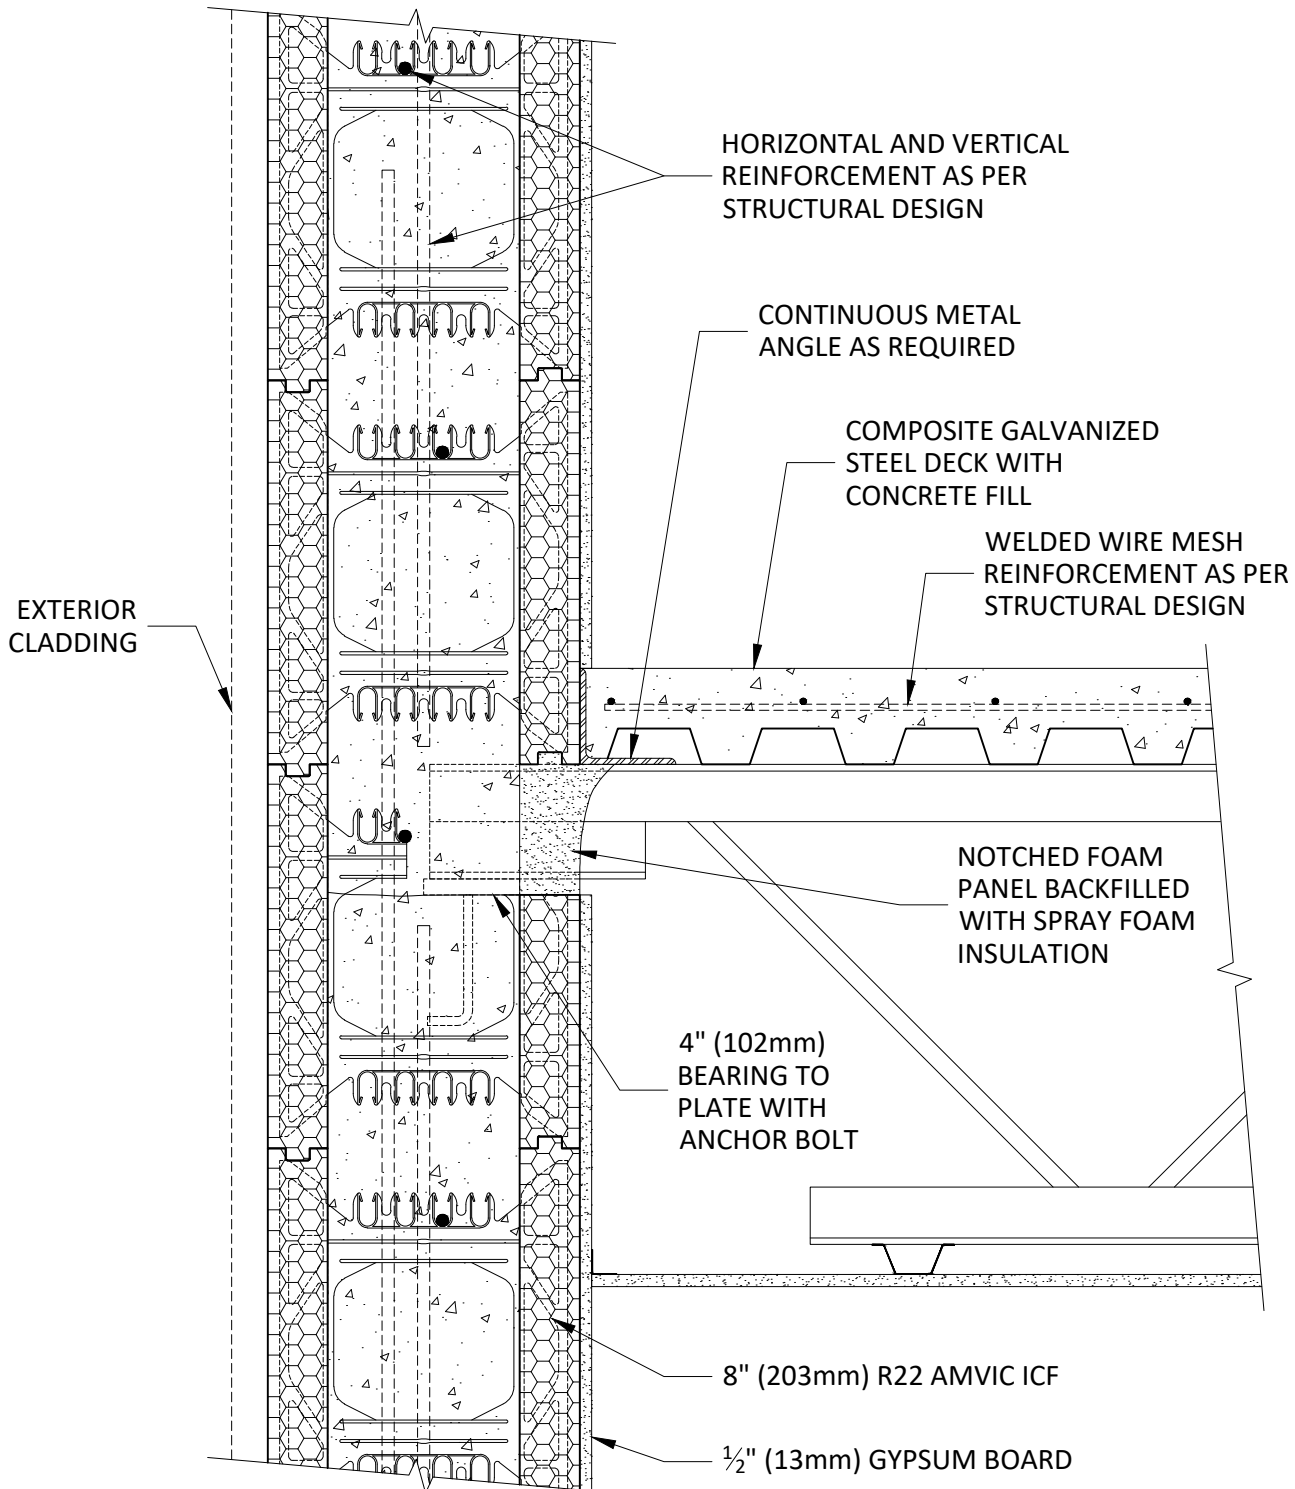 HORIZONTAL AND VERTICAL
REINFORCEMENT AS PER
STRUCTURAL DESIGN
CONTINUOUS METAL
ANGLE AS REQUIRED
COMPOSITE GALVANIZED
STEEL DECK WITH
CONCRETE FILL
WELDED WIRE MESH
REINFORCEMENT AS PER
STRUCTURAL DESIGN
EXTERIOR
CLADDING
NOTCHED FOAM
PANEL BACKFILLED
WITH SPRAY FOAM
INSULATION
4" (102mm)
BEARING TO
PLATE WITH
ANCHOR BOLT
8" (203mm) R22 AMVIC ICF
½" (13mm) GYPSUM BOARD